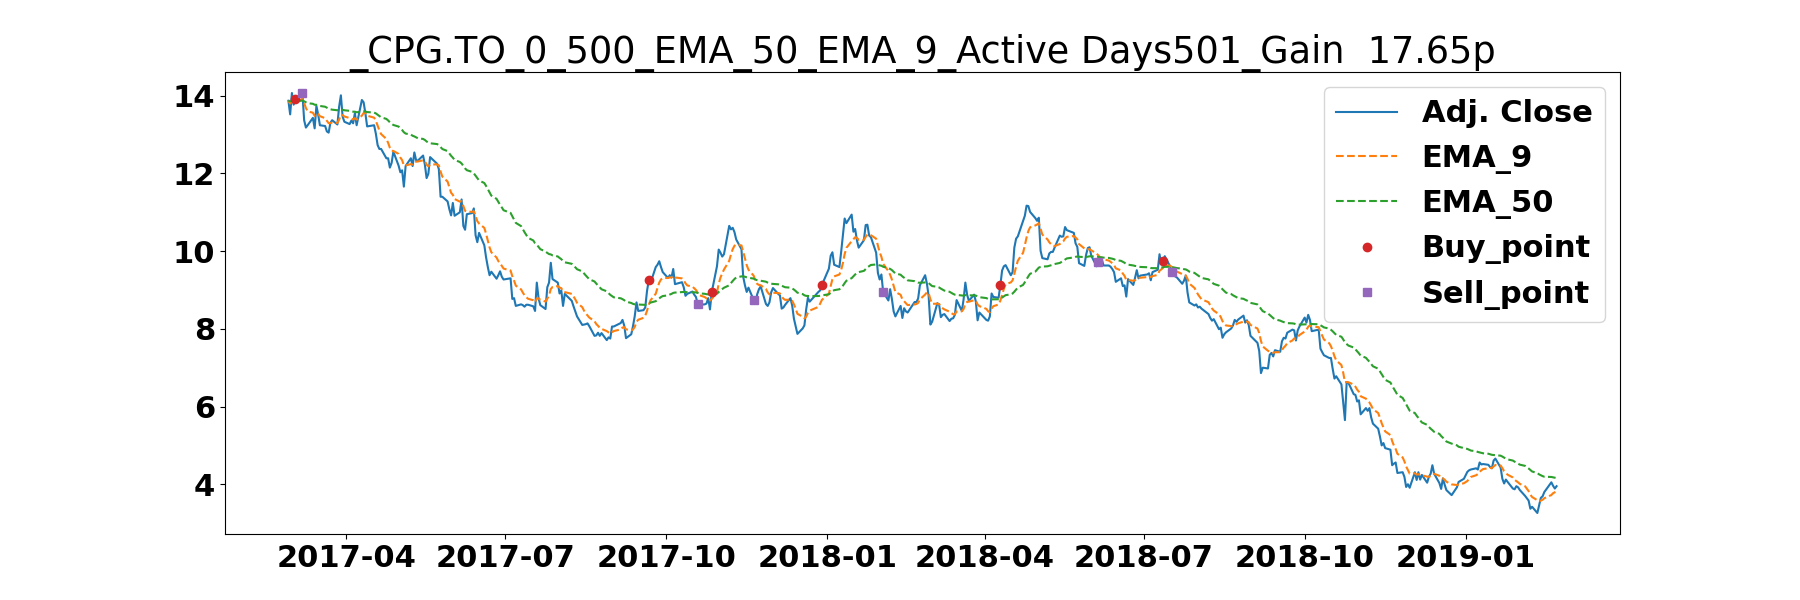 _CPG.TO_0_500_EMA_50_EMA_9_Active Days501_Gain  17.65p
14
12
10
8
6
4
Adj. Close
EMA_9
EMA_50
Buy_point
Sell_point
2017-04 2017-07 2017-10 2018-01 2018-04 2018-07 2018-10 2019-01